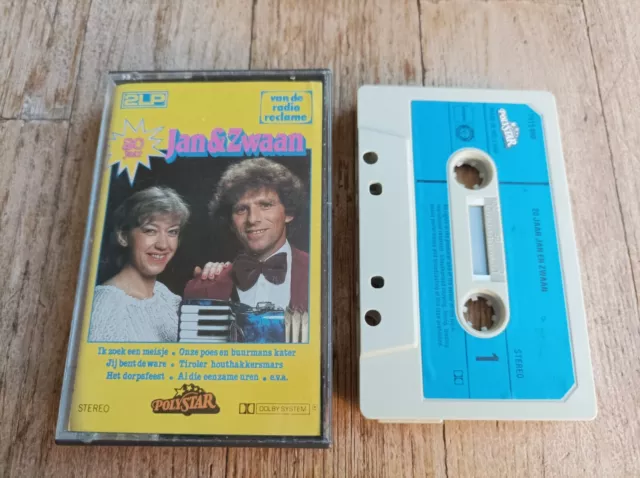 2LP
van de
radio
reclame
20
Jan & Zwaan
Ik zoek een meisje • Onze poes en buurmans kater
Jij bent de ware • Tiroler houthakkersmars
Het dorpsfeest • Al die eenzame uren • e.v.a.
STEREO
POLYSTAR
DOLBY SYSTEM
POLYSTAR
20 JAAR JAN EN ZWAAN
1
STEREO